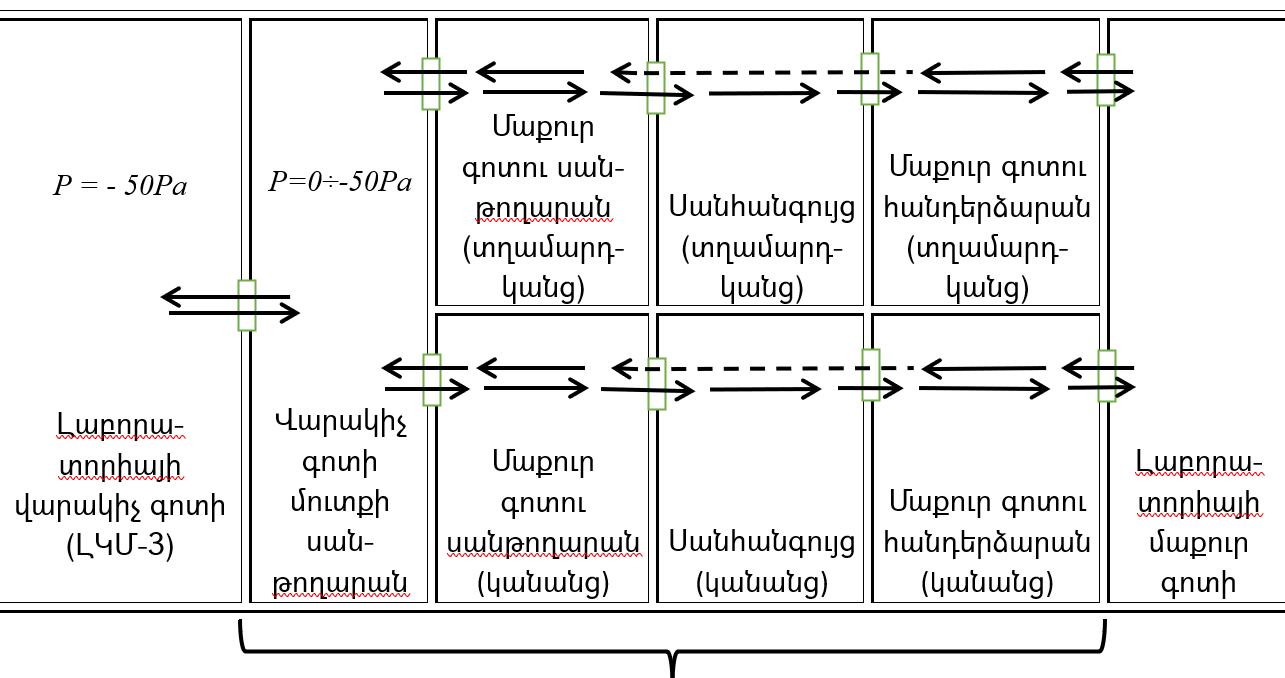 P = - 50Pa
Լաբորա-
տորիայի
վարակիչ գոտի
(ԼԿՄ-3)
P=0÷-50Pa
Վարակիչ
գոտի
մուտքի
սան-
թողարան
Մաքուր
գոտու սան-
թողարան
(տղամարդ-
կանց)
Սանհանգույց
(տղամարդ-
կանց)
Մաքուր գոտու
հանդերձարան
(տղամարդ-
կանց)
Մաքուր
գոտու
սանթողարան
(կանանց)
Սանհանգույց
(կանանց)
Մաքուր գոտու
հանդերձարան
(կանանց)
Լաբորա-
տորիայի
մաքուր
գոտի